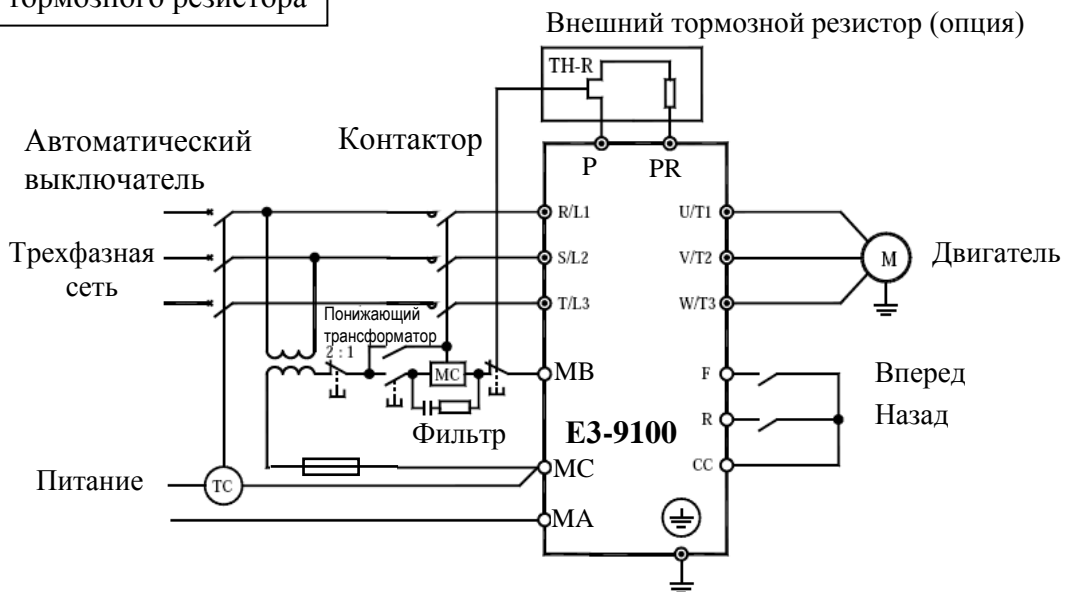 тормозного резистора
Внешний тормозной резистор (опция)
TH-R
Автоматический
выключатель
Контактор
P
PR
R/L1
U/T1
S/L2
V/T2
T/L3
W/T3
Трехфазная
сеть
M
Двигатель
Понижающий
трансформатор
2 : 1
MC
MB
F
Вперед
Фильтр
E3-9100
R
Назад
Питание
TC
MC
CC
MA